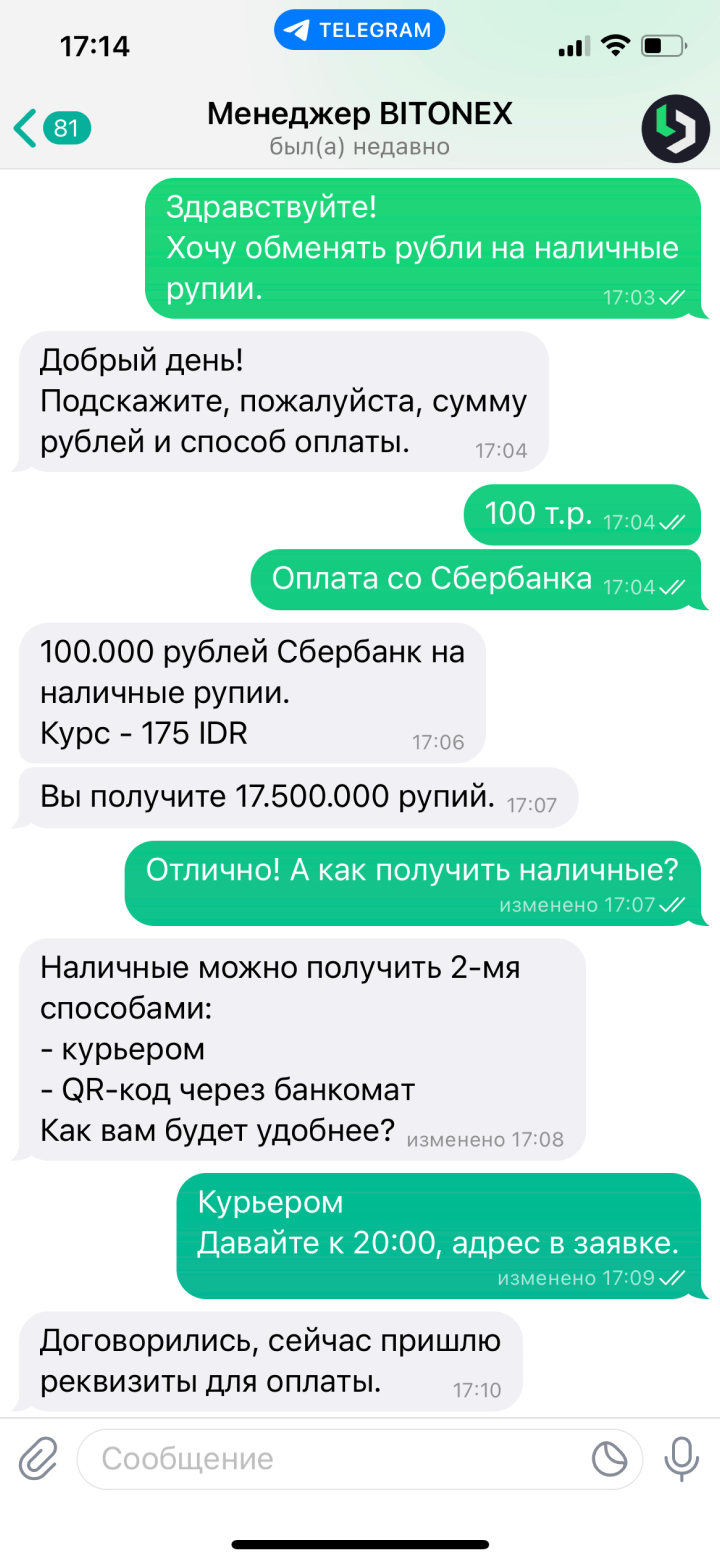 17:14
TELEGRAM
81
Менеджер BITONEX
был(а) недавно
Здравствуйте!
Хочу обменять рубли на наличные
рупии.
17:03
Добрый день!
Подскажите, пожалуйста, сумму
рублей и способ оплаты.
17:04
100 т.р. 17:04
Оплата со Сбербанка 17:04
100.000 рублей Сбербанк на
наличные рупии.
Курс - 175 IDR
17:06
Вы получите 17.500.000 рупий. 17:07
Отлично! А как получить наличные?
изменено 17:07
Наличные можно получить 2-мя
способами:
- курьером
- QR-код через банкомат
Как вам будет удобнее? изменено 17:08
Курьером
Давайте к 20:00, адрес в заявке.
изменено 17:09
Договорились, сейчас пришлю
реквизиты для оплаты.
17:10
Сообщение